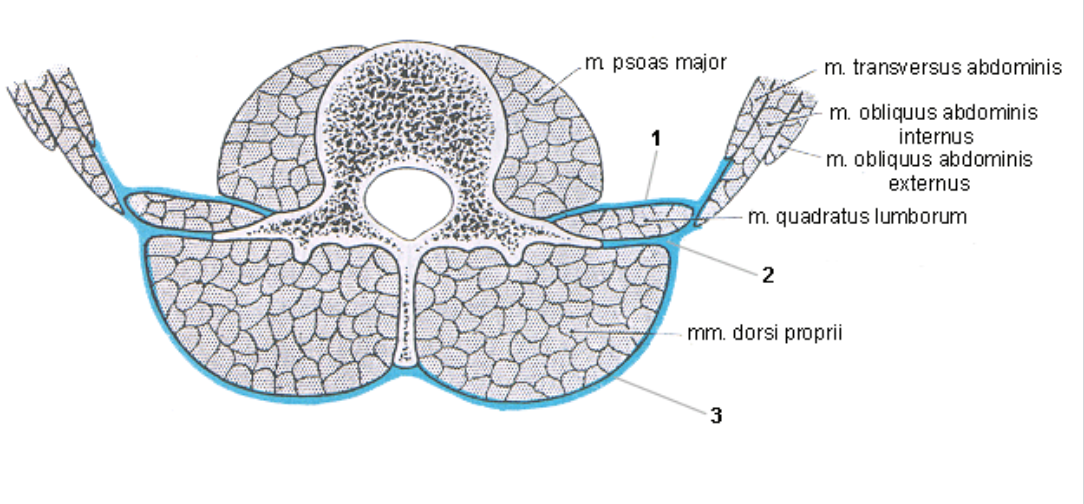 m. psoas major
m. transversus abdominis
m. obliquus abdominis
internus
1
m. obliquus abdominis
externus
m. quadratus lumborum
2
mm. dorsi proprii
3